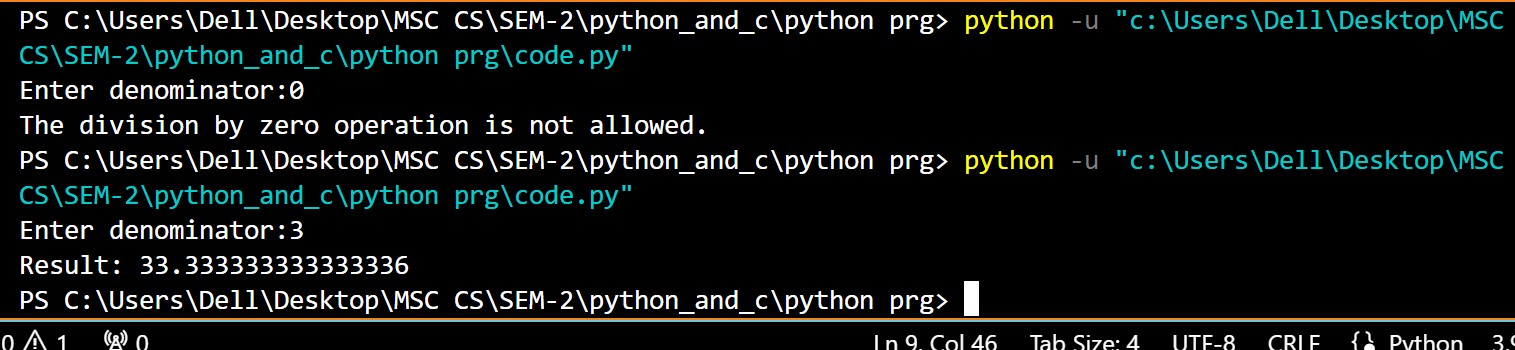 PS C:\Users\Dell\Desktop\MSC CS\SEM-2\python_and_c\python prg> python -u "c:\Users\Dell\Desktop\MSC
CS\SEM-2\python_and_c\python prg\code.py"
Enter denominator:0
The division by zero operation is not allowed.
PS C:\Users\Dell\Desktop\MSC CS\SEM-2\python_and_c\python prg> python -u "c:\Users\Dell\Desktop\MSC
CS\SEM-2\python_and_c\python prg\code.py"
Enter denominator:3
Result: 33.333333333333336
PS C:\Users\Dell\Desktop\MSC CS\SEM-2\python_and_c\python prg>
0 1 0 Ln 9, Col 46 Tab Size: 4 UTF-8 CRLF Python 3.9